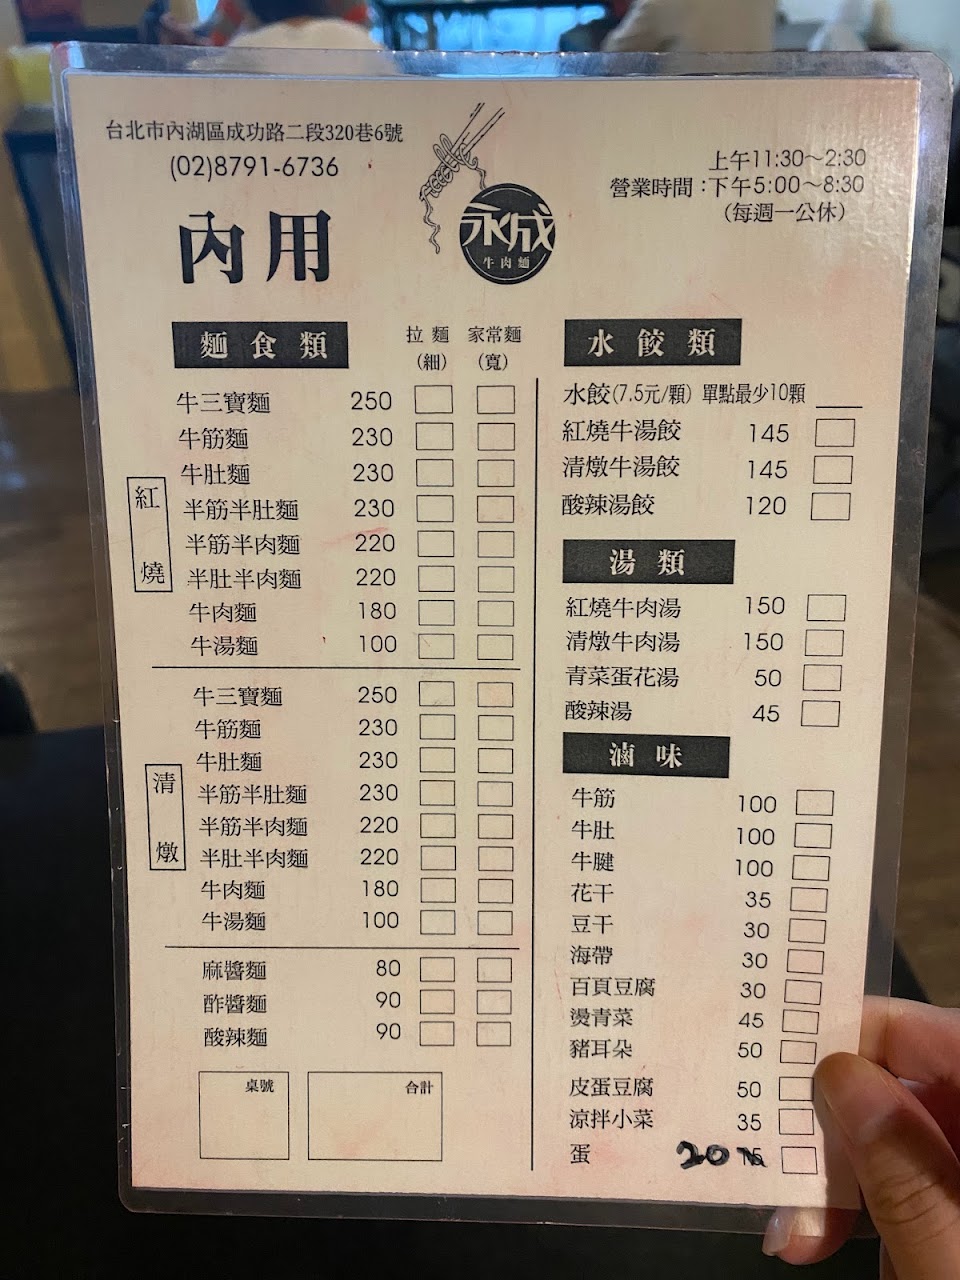 台北市內湖區成功路二段320巷6號
(02)8791-6736
內用
永成
牛肉麵
上午11:30～2:30
營業時間：下午5:00～8:30
（每週一公休）
麵食類
拉麵 家常麵
(細) (寬)
紅燒
牛三寶麵 250
牛筋麵 230
牛肚麵 230
半筋半肚麵 230
半筋半肉麵 220
半肚半肉麵 220
牛肉麵 180
牛湯麵 100
清燉
牛三寶麵 250
牛筋麵 230
牛肚麵 230
半筋半肚麵 230
半筋半肉麵 220
半肚半肉麵 220
牛肉麵 180
牛湯麵 100
麻醬麵 80
酢醬麵 90
酸辣麵 90
桌號
合計
水餃類
水餃(7.5元/顆) 單點最少10顆
紅燒牛湯餃 145
清燉牛湯餃 145
酸辣湯餃 120
湯類
紅燒牛肉湯 150
清燉牛肉湯 150
青菜蛋花湯 50
酸辣湯 45
滷味
牛筋 100
牛肚 100
牛腱 100
花干 35
豆干 30
海帶 30
百頁豆腐 30
燙青菜 45
豬耳朵 50
皮蛋豆腐 50
涼拌小菜 35
蛋 20 15